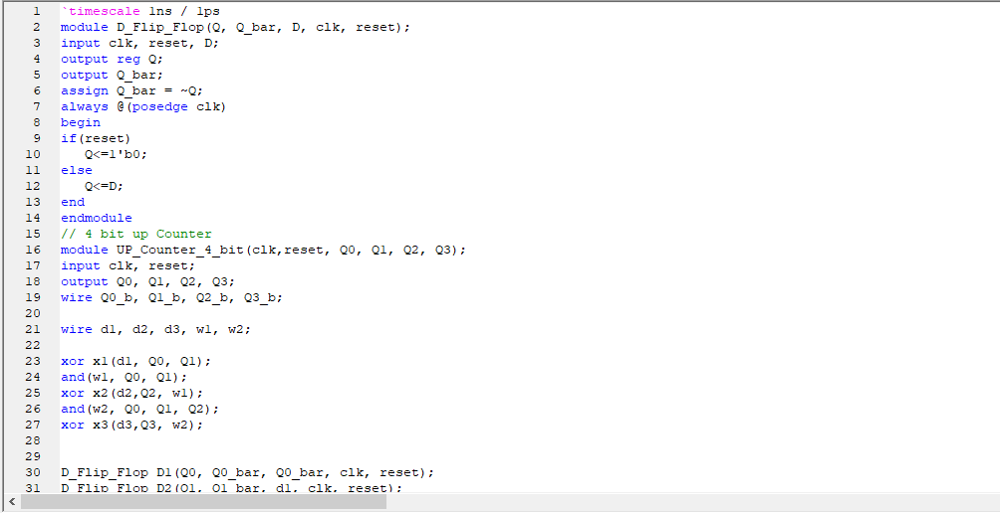 1 `timescale 1ns / 1ps
2 module D_Flip_Flop(Q, Q_bar, D, clk, reset);
3 input clk, reset, D;
4 output reg Q;
5 output Q_bar;
6 assign Q_bar = ~Q;
7 always @(posedge clk)
8 begin
9 if(reset)
10 Q<=1'b0;
11 else
12 Q<=D;
13 end
14 endmodule
15 // 4 bit up Counter
16 module UP_Counter_4_bit(clk,reset, Q0, Q1, Q2, Q3);
17 input clk, reset;
18 output Q0, Q1, Q2, Q3;
19 wire Q0_b, Q1_b, Q2_b, Q3_b;
20
21 wire d1, d2, d3, w1, w2;
22
23 xor x1(d1, Q0, Q1);
24 and(w1, Q0, Q1);
25 xor x2(d2,Q2, w1);
26 and(w2, Q0, Q1, Q2);
27 xor x3(d3,Q3, w2);
28
29
30 D_Flip_Flop D1(Q0, Q0_bar, Q0_bar, clk, reset);
31 D_Flip_Flop D2(Q1, Q1_bar, d1, clk, reset);